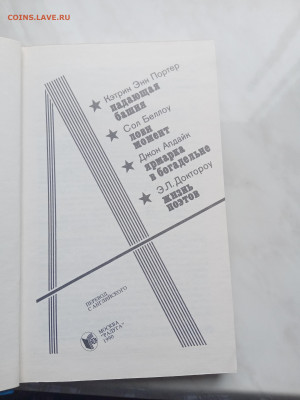 COINS.LAVE.RU
Кэтрин Энн Портер
падающая
башня
Сол Беллоу
лови
момент
Джон Апдайк
ярмарка
в богадельне
Э.Л. Доктороу
жизнь
поэтов
ПЕРЕВОД
С АНГЛИЙСКОГО
МОСКВА
"РАДУГА"
1990